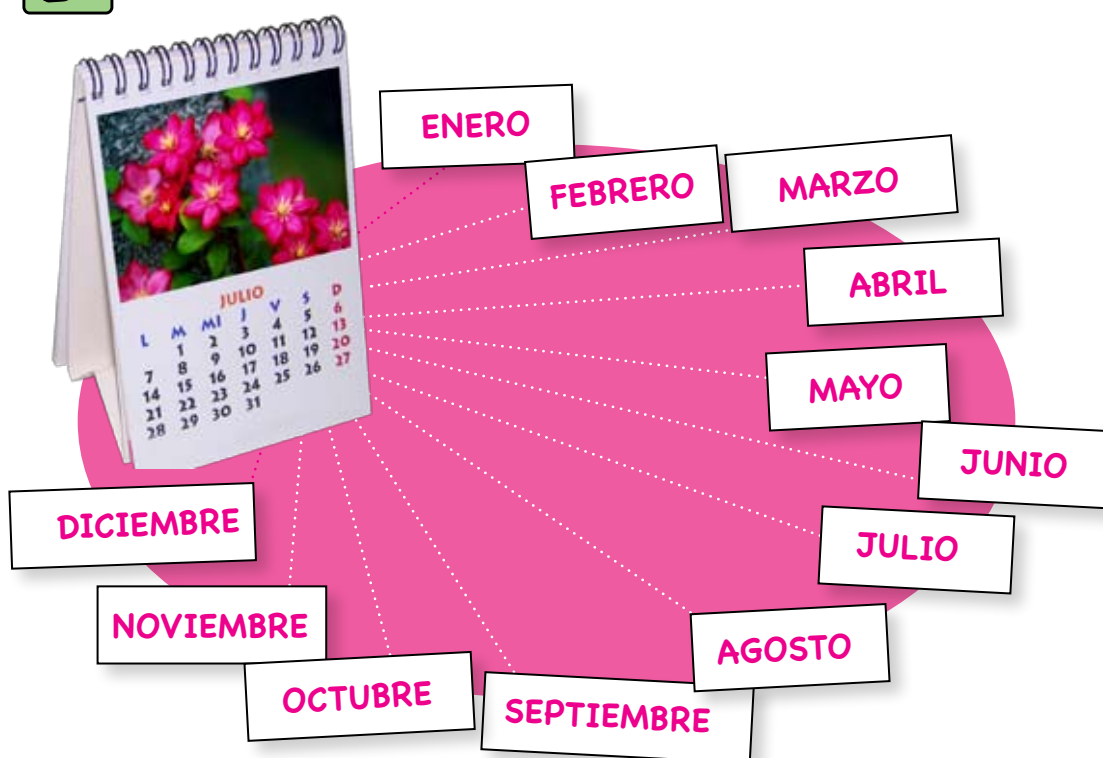 ENERO
FEBRERO
MARZO
ABRIL
MAYO
JUNIO
JULIO
AGOSTO
SEPTIEMBRE
OCTUBRE
NOVIEMBRE
DICIEMBRE
JULIO
L M MI J V S D
1 2 3 4 5 6
7 8 9 10 11 12 13
14 15 16 17 18 19 20
21 22 23 24 25 26 27
28 29 30 31